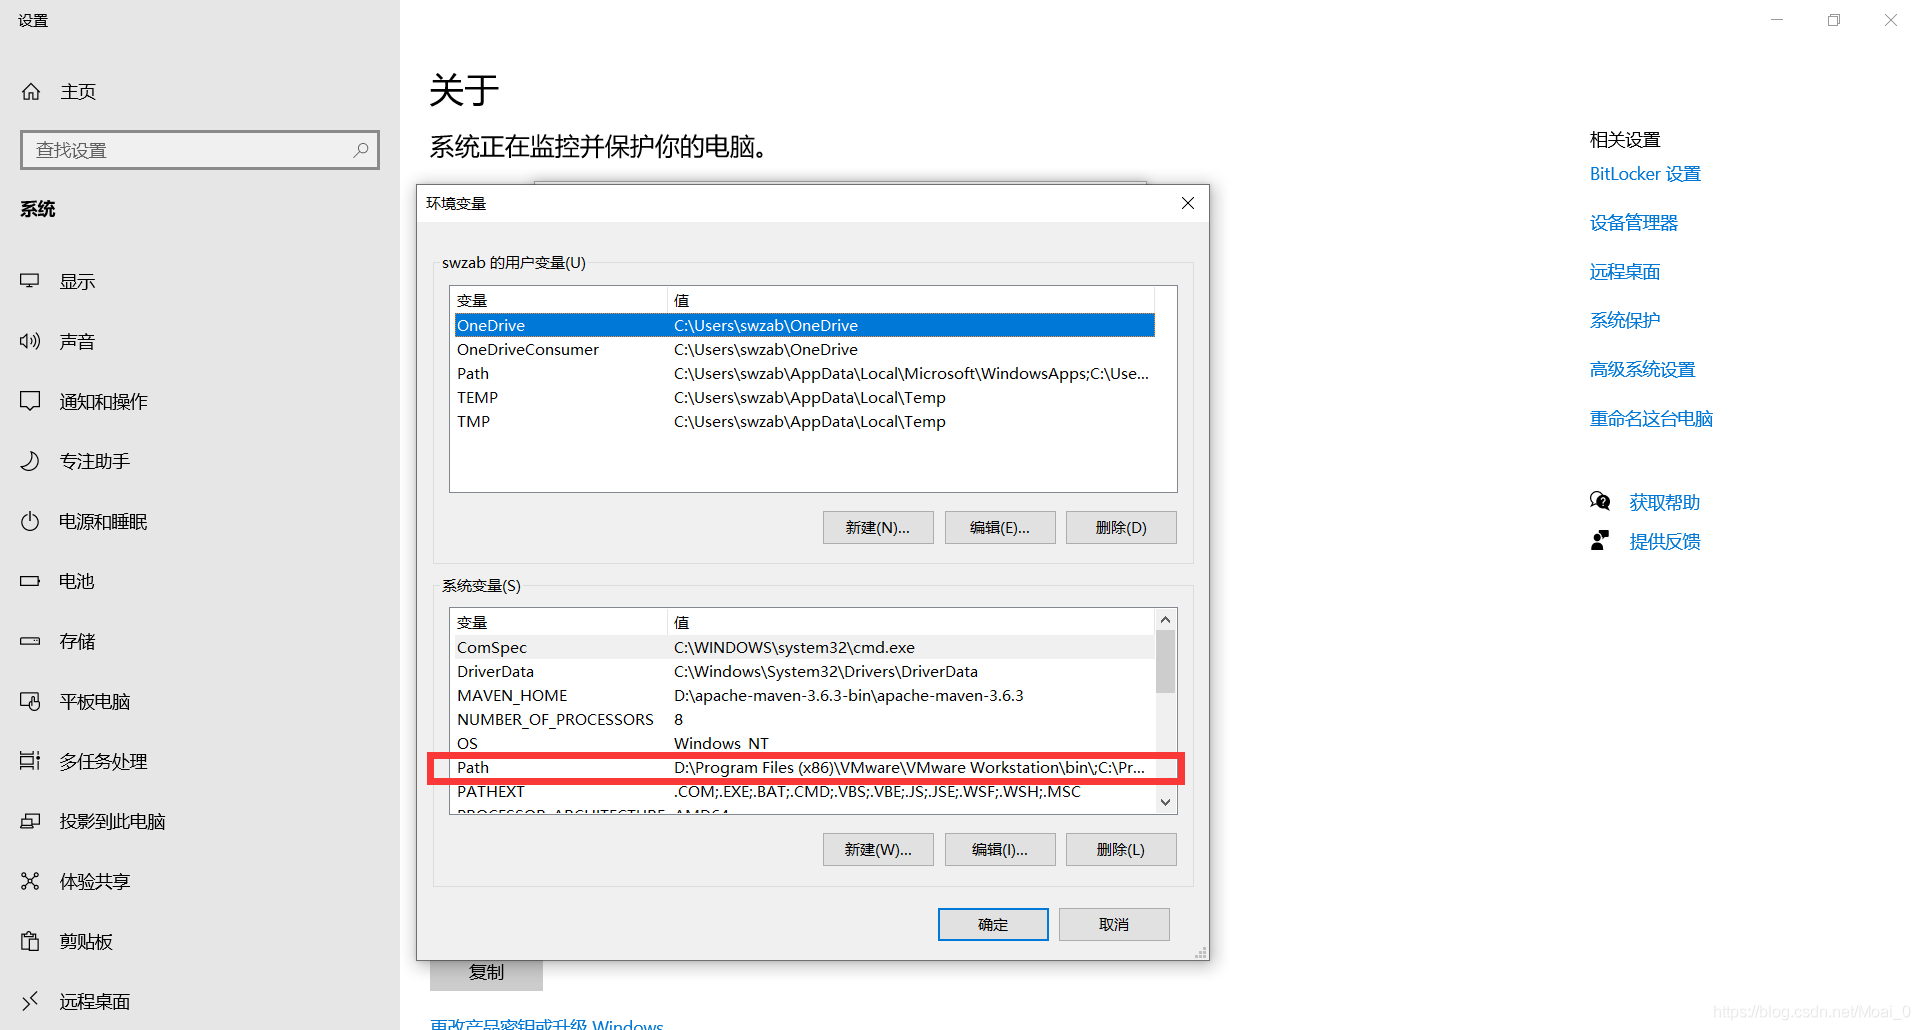 设置
主页
查找设置
系统
显示
声音
通知和操作
专注助手
电源和睡眠
电池
存储
平板电脑
多任务处理
投影到此电脑
体验共享
剪贴板
远程桌面
关于
系统正在监控并保护你的电脑。
环境变量
swzab 的用户变量(U)
变量 值
OneDrive C:\Users\swzab\OneDrive
OneDriveConsumer C:\Users\swzab\OneDrive
Path C:\Users\swzab\AppData\Local\Microsoft\WindowsApps;C:\Use...
TEMP C:\Users\swzab\AppData\Local\Temp
TMP C:\Users\swzab\AppData\Local\Temp
新建(N)... 编辑(E)... 删除(D)
系统变量(S)
变量 值
ComSpec C:\WINDOWS\system32\cmd.exe
DriverData C:\Windows\System32\Drivers\DriverData
MAVEN_HOME D:\apache-maven-3.6.3-bin\apache-maven-3.6.3
NUMBER_OF_PROCESSORS 8
OS Windows_NT
Path D:\Program Files (x86)\VMware\VMware Workstation\bin\;C:\Pr...
PATHEXT .COM;.EXE;.BAT;.CMD;.VBS;.VBE;.JS;.JSE;.WSF;.WSH;.MSC
PROCESSOR_ARCHITECTURE AMD64
新建(W)... 编辑(I)... 删除(L)
确定 取消
复制
更改产品密钥或升级 Windows
相关设置
BitLocker 设置
设备管理器
远程桌面
系统保护
高级系统设置
重命名这台电脑
获取帮助
提供反馈
https://blog.csdn.net/Moai_0